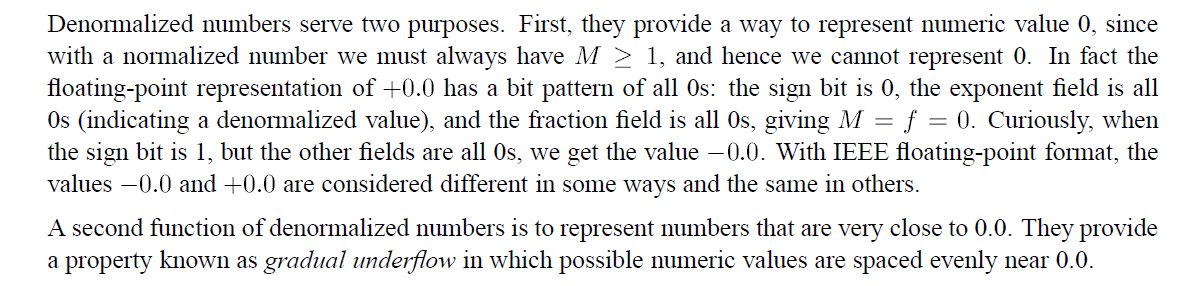 Denormalized numbers serve two purposes. First, they provide a way to represent numeric value 0, since
with a normalized number we must always have M ≥ 1, and hence we cannot represent 0. In fact the
floating-point representation of +0.0 has a bit pattern of all 0s: the sign bit is 0, the exponent field is all
0s (indicating a denormalized value), and the fraction field is all 0s, giving M = f = 0. Curiously, when
the sign bit is 1, but the other fields are all 0s, we get the value −0.0. With IEEE floating-point format, the
values −0.0 and +0.0 are considered different in some ways and the same in others.
A second function of denormalized numbers is to represent numbers that are very close to 0.0. They provide
a property known as gradual underflow in which possible numeric values are spaced evenly near 0.0.